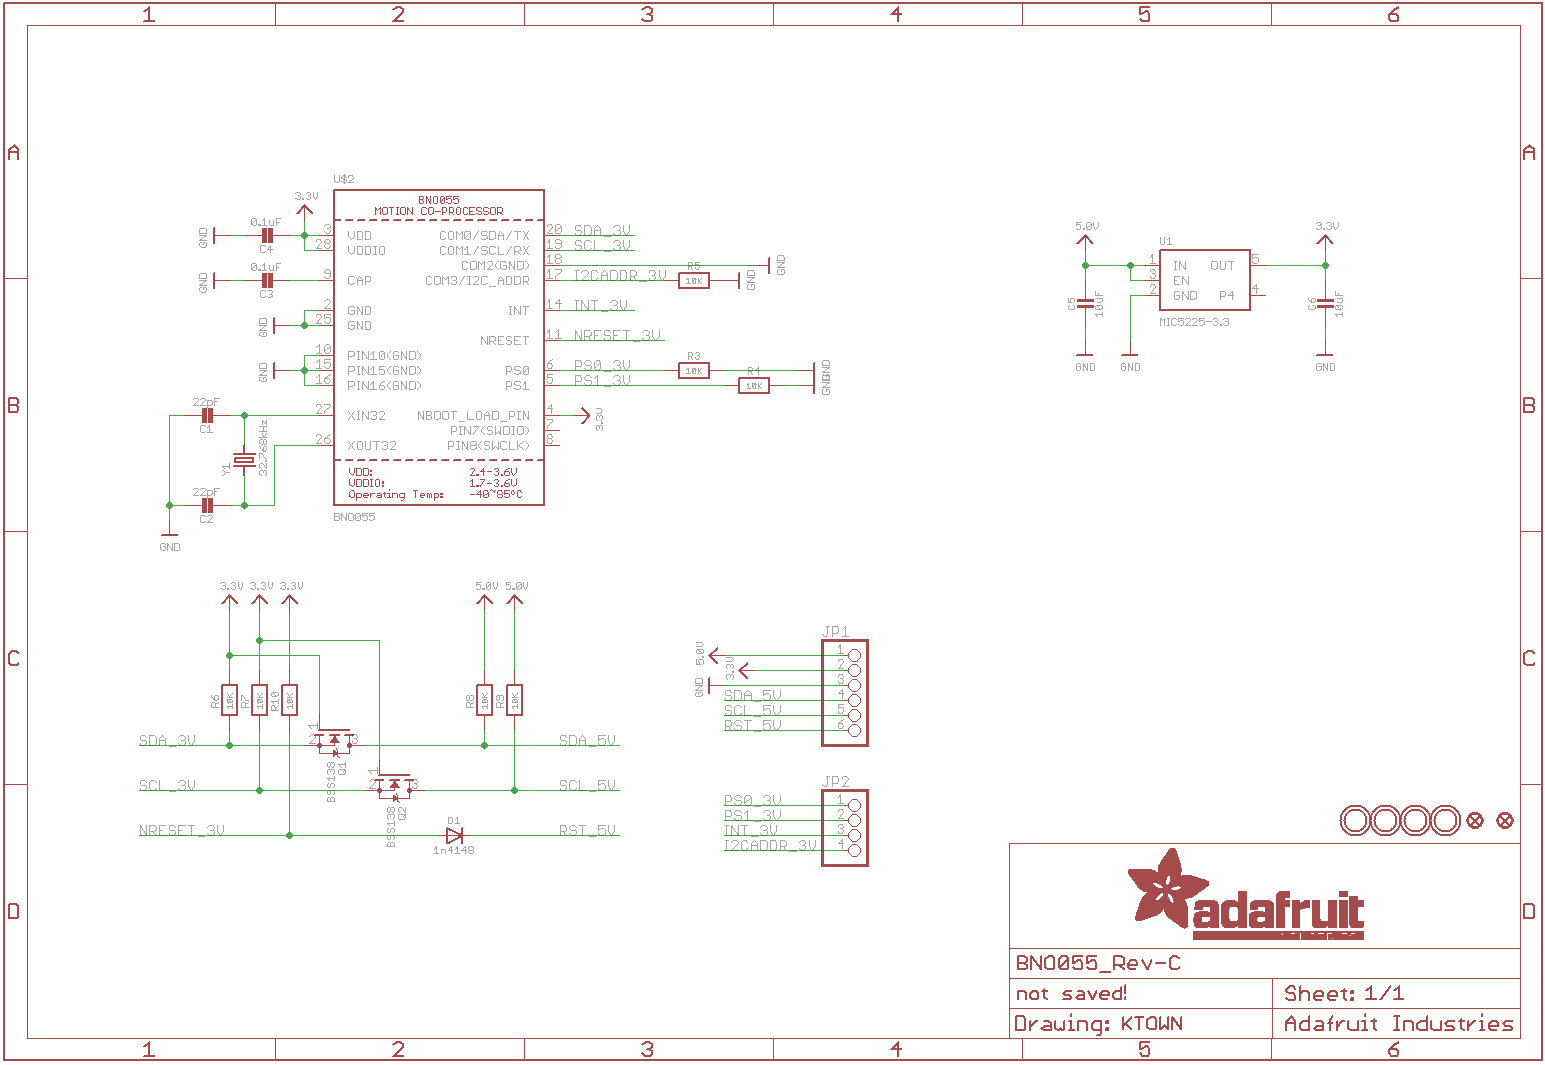 1 2 3 4 5 6
A A
U$2
3.3V
BNO055
MOTION CO-PROCESSOR
0.1uF
GND
C4
3 VDD
28 VDDIO
COM0/SDA/TX 20 SDA_3V
COM1/SCL/RX 19 SCL_3V
COM2(GND) 18
GND
0.1uF
GND
C3
9 CAP
COM3/I2C_ADDR 17 I2CADDR_3V
R5
10K
GND
2 GND
25 GND
GND
INT 14 INT_3V
NRESET 11 NRESET_3V
10 PIN10(GND)
15 PIN15(GND)
16 PIN16(GND)
GND
PS0 6 PS0_3V
R3
10K
GND
PS1 5 PS1_3V
R4
10K
GND
B B
22pF
C1
27 XIN32
NBOOT_LOAD_PIN 4
3.3V
PIN7(SWDIO) 7
26 XOUT32
PIN8(SWCLK) 8
Y1
32.768kHz
22pF
C2
GND
VDD: 2.4-3.6V
VDDIO: 1.7-3.6V
Operating Temp: -40~85°C
BNO055
5.0V
U1
3.3V
1 IN OUT 5
3 EN
2 GND P4 4
MIC5225-3.3
C5
10uF
C6
10uF
GND GND GND
3.3V 3.3V 3.3V 5.0V 5.0V
C C
R6 10K
R7 10K
R10 10K
R8 10K
R9 10K
SDA_3V
1
2 3
BSS138
Q1
SDA_5V
SCL_3V
1
2 3
BSS138
Q2
SCL_5V
NRESET_3V
D1
1n4148
RST_5V
JP1
5.0V 1
3.3V 2
GND 3
SDA_5V 4
SCL_5V 5
RST_5V 6
JP2
PS0_3V 1
PS1_3V 2
INT_3V 3
I2CADDR_3V 4
D D
adafruit
BNO055_Rev-C
not saved!
Sheet: 1/1
Drawing: KTOWN
Adafruit Industries
1 2 3 4 5 6